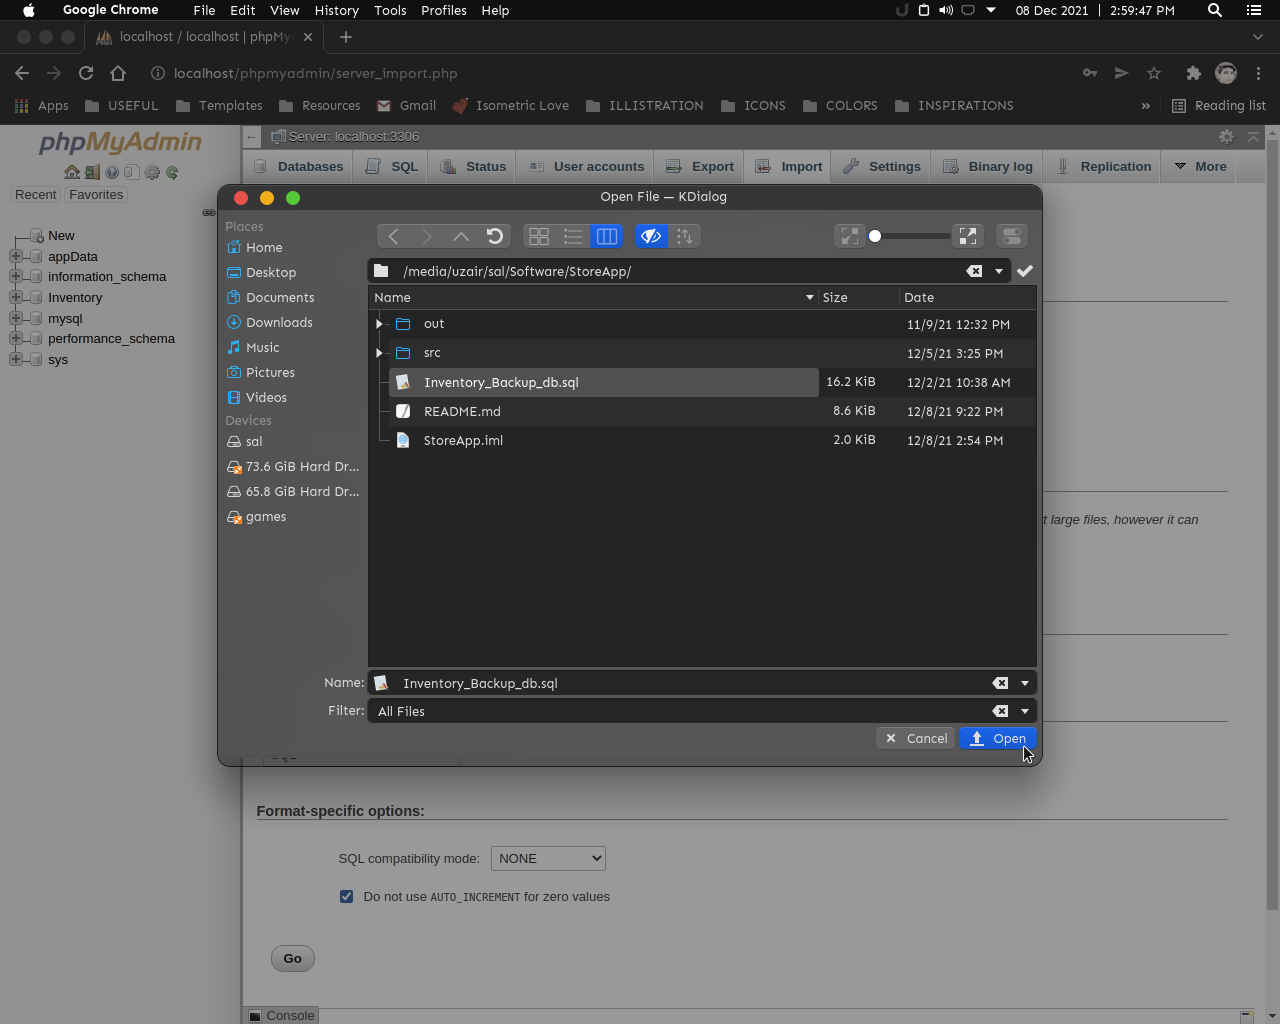 Google Chrome File Edit View History Tools Profiles Help 08 Dec 2021 | 2:59:47 PM
localhost / localhost | phpMy
localhost/phpmyadmin/server_import.php
Apps USEFUL Templates Resources Gmail Isometric Love ILLISTRATION ICONS COLORS INSPIRATIONS » Reading list
phpMyAdmin
Recent Favorites
New
appData
information_schema
Inventory
mysql
performance_schema
sys
Server: localhost:3306
Databases SQL Status User accounts Export Import Settings Binary log Replication More
Open File — KDialog
Places
Home
Desktop
Documents
Downloads
Music
Pictures
Videos
Devices
sal
73.6 GiB Hard Dr...
65.8 GiB Hard Dr...
games
/media/uzair/sal/Software/StoreApp/
Name Size Date
out 11/9/21 12:32 PM
src 12/5/21 3:25 PM
Inventory_Backup_db.sql 16.2 KiB 12/2/21 10:38 AM
README.md 8.6 KiB 12/8/21 9:22 PM
StoreApp.iml 2.0 KiB 12/8/21 2:54 PM
Name: Inventory_Backup_db.sql
Filter: All Files
Cancel Open
t large files, however it can
Format-specific options:
SQL compatibility mode: NONE
Do not use AUTO_INCREMENT for zero values
Go
Console